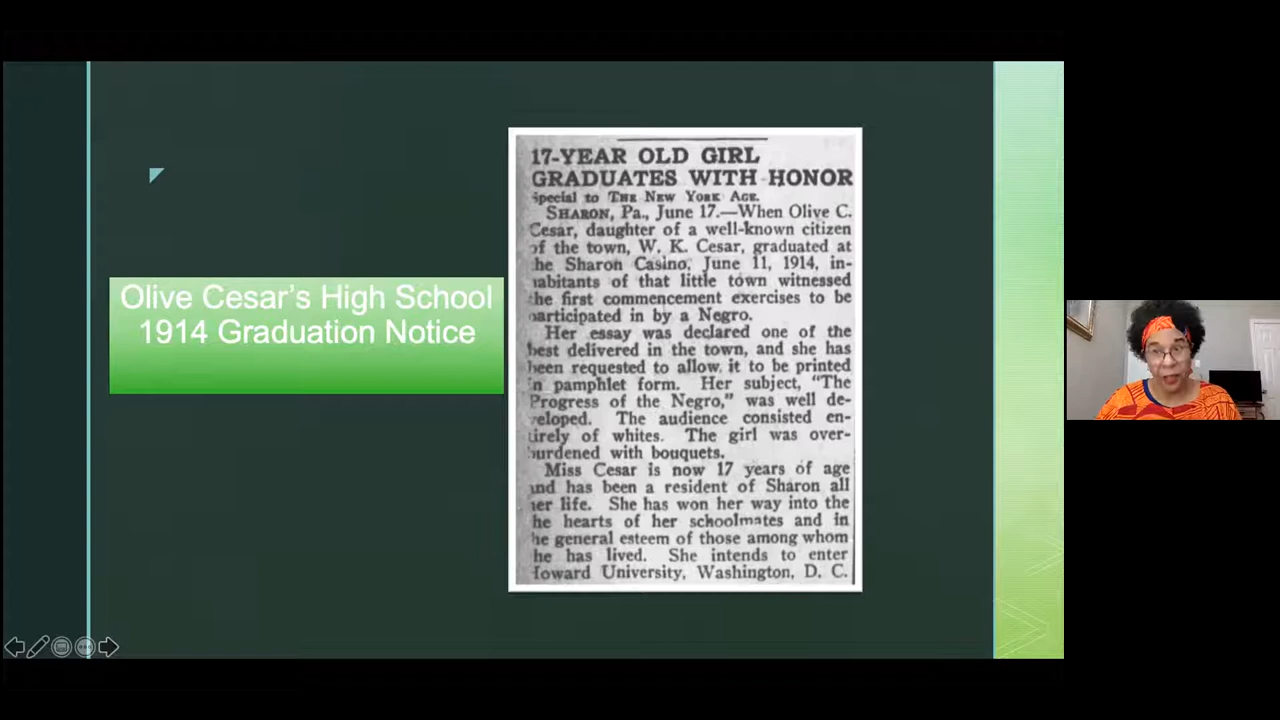 Olive Cesar's High School
1914 Graduation Notice
17-YEAR OLD GIRL
GRADUATES WITH HONOR
Special to THE NEW YORK AGE.
SHARON, Pa., June 17.—When Olive C.
Cesar, daughter of a well-known citizen
of the town, W. K. Cesar, graduated at
he Sharon Casino, June 11, 1914, in-
nabitants of that little town witnessed
the first commencement exercises to be
participated in by a Negro.
Her essay was declared one of the
best delivered in the town, and she has
been requested to allow it to be printed
in pamphlet form. Her subject, "The
Progress of the Negro," was well de-
veloped. The audience consisted en-
tirely of whites. The girl was over-
burdened with bouquets.
Miss Cesar is now 17 years of age
and has been a resident of Sharon all
her life. She has won her way into the
he hearts of her schoolmates and in
he general esteem of those among whom
he has lived. She intends to enter
Howard University, Washington, D. C.